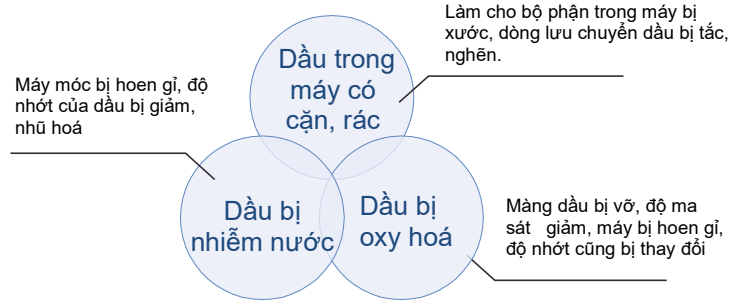 Làm cho bộ phận trong máy bị
xước, dòng lưu chuyển dầu bị tắc,
nghẽn.
Dầu trong
máy có
cặn, rác
Máy móc bị hoen gỉ, độ
nhớt của dầu bị giảm,
nhũ hoá
Dầu bị
nhiễm nước
Dầu bị
oxy hoá
Màng dầu bị vỡ, độ ma
sát giảm, máy bị hoen gỉ,
độ nhớt cũng bị thay đổi